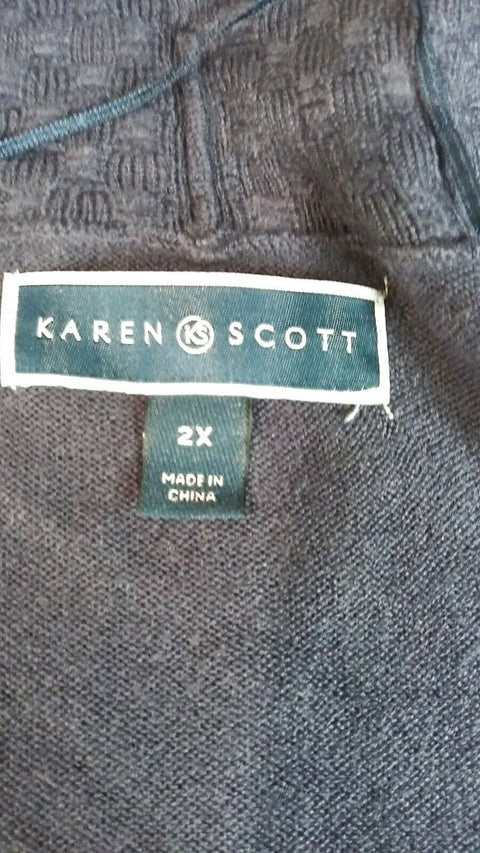 KAREN KS SCOTT
2X
MADE IN
CHINA